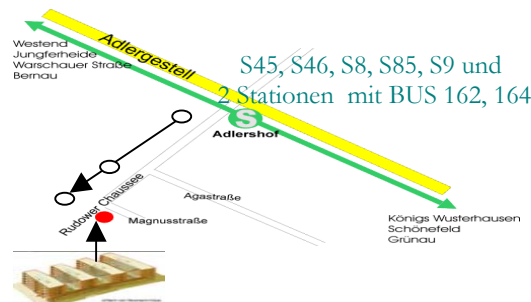 Westend
Jungferheide
Warschauer Straße
Bernau
Adlergestell
S45, S46, S8, S85, S9 und
2 Stationen mit BUS 162, 164
S
Adlershof
Rudower Chaussee
Agastraße
Magnusstraße
Königs Wusterhausen
Schönefeld
Grünau